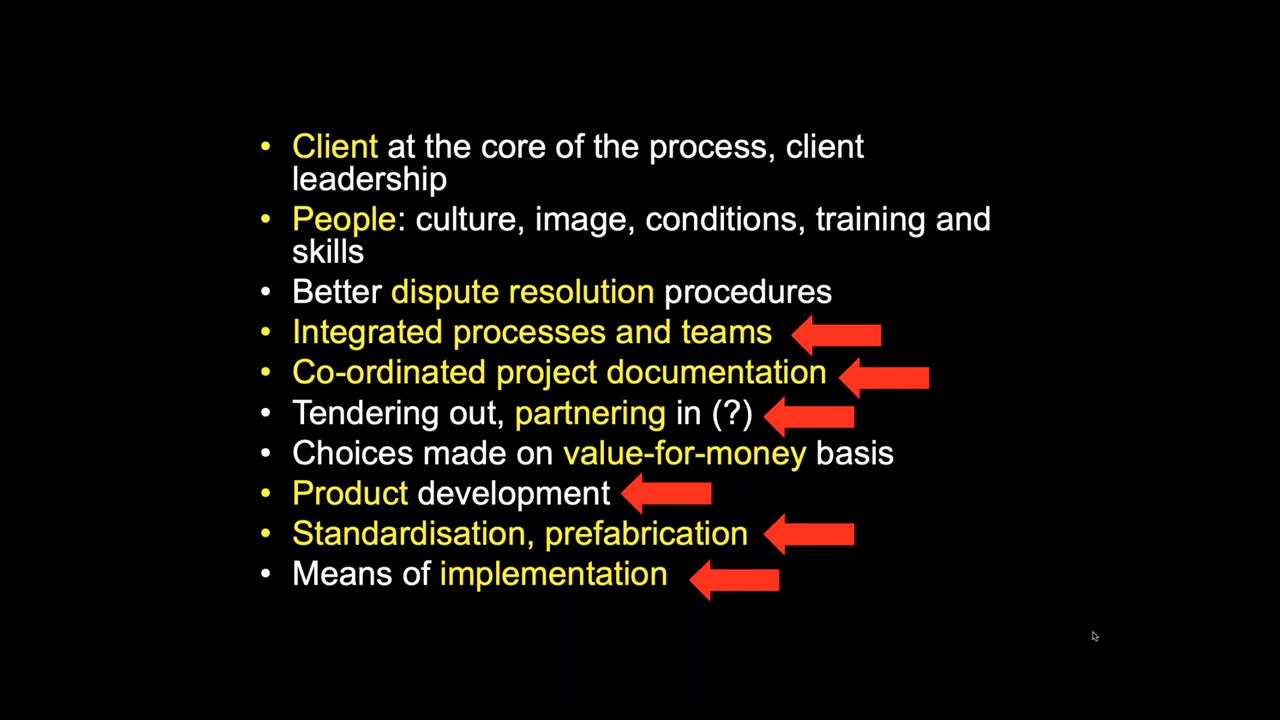 • Client at the core of the process, client
leadership
• People: culture, image, conditions, training and
skills
• Better dispute resolution procedures
• Integrated processes and teams
• Co-ordinated project documentation
• Tendering out, partnering in (?)
• Choices made on value-for-money basis
• Product development
• Standardisation, prefabrication
• Means of implementation